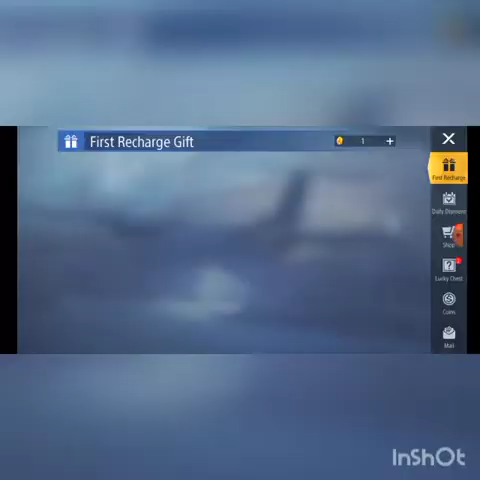 First Recharge Gift
1
First Recharge
Daily Diamond
Shop
Lucky Chest
Coins
Mail
InShOt